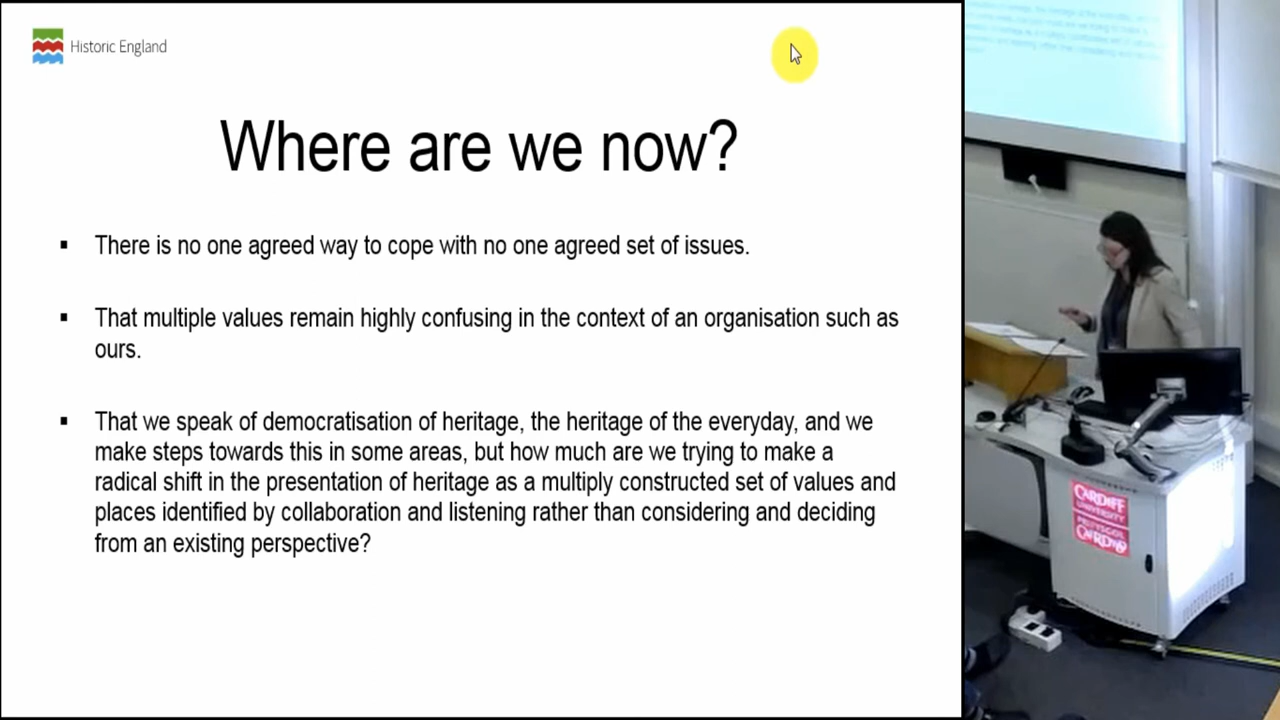 Historic England
Where are we now?
▪ There is no one agreed way to cope with no one agreed set of issues.
▪ That multiple values remain highly confusing in the context of an organisation such as
ours.
▪ That we speak of democratisation of heritage, the heritage of the everyday, and we
make steps towards this in some areas, but how much are we trying to make a
radical shift in the presentation of heritage as a multiply constructed set of values and
places identified by collaboration and listening rather than considering and deciding
from an existing perspective?
CARDIFF
UNIVERSITY
PRIFYSGOL
CAERDYDD